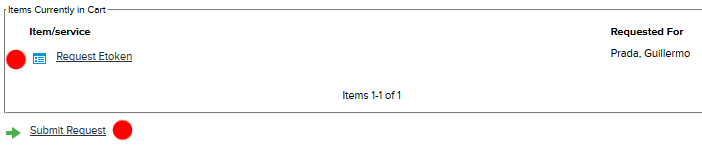 Items Currently in Cart
Item/service Requested For
Request Etoken Prada, Guillermo
Items 1-1 of 1
Submit Request